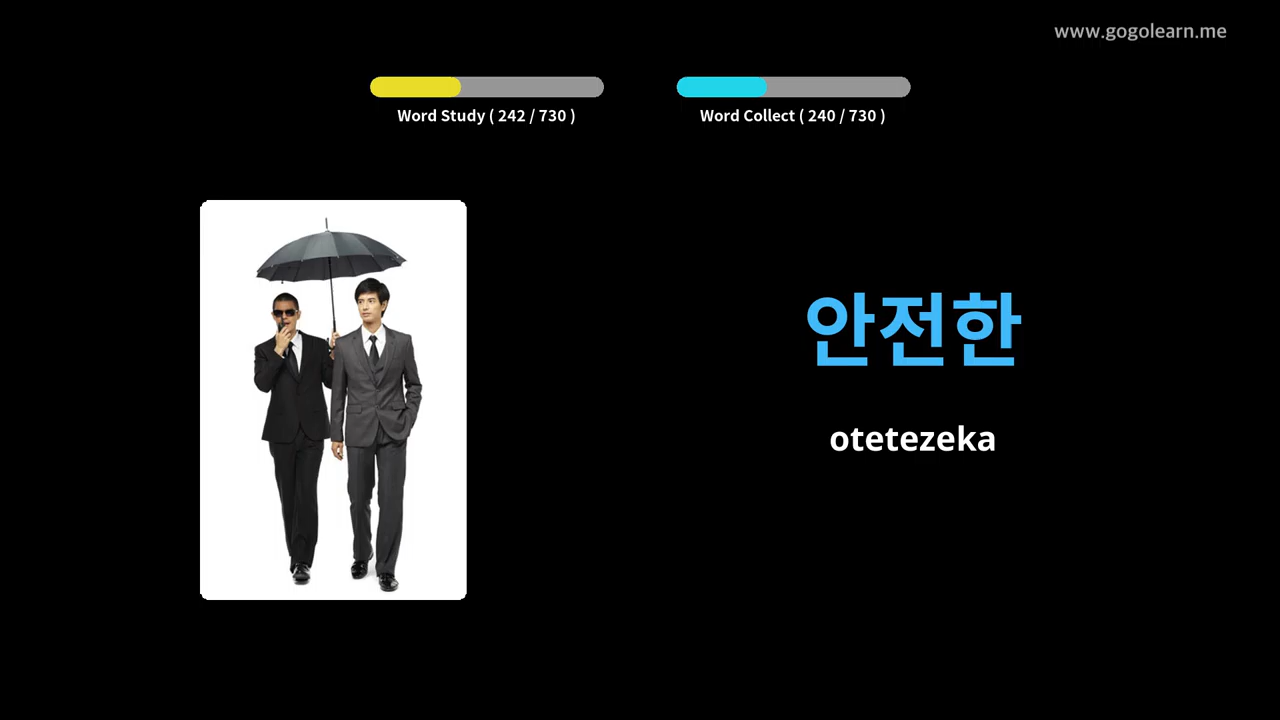 www.gogolearn.me
Word Study ( 242 / 730 )
Word Collect ( 240 / 730 )
안전한
otetezeka